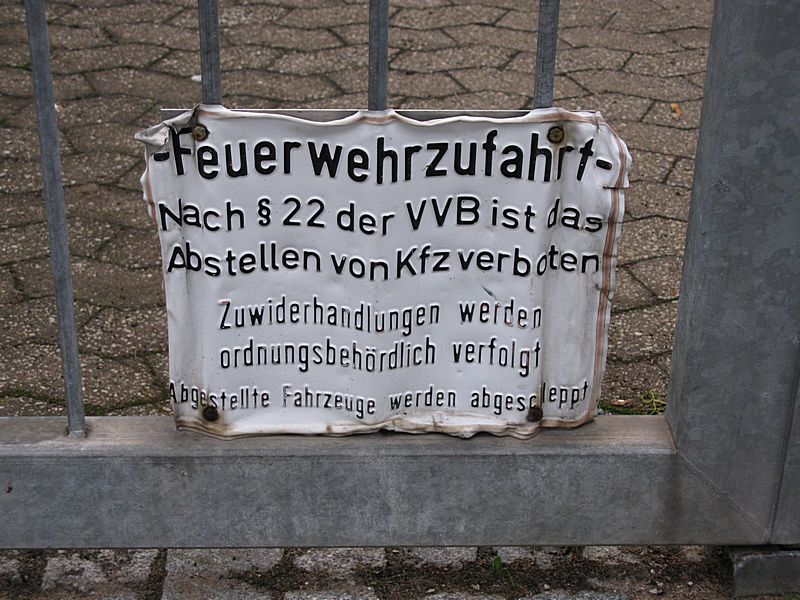 -Feuerwehrzufahrt-
Nach § 22 der VVB ist das
Abstellen von Kfz verboten
Zuwiderhandlungen werden
ordnungsbehördlich verfolgt
Abgestellte Fahrzeuge werden abgeschleppt